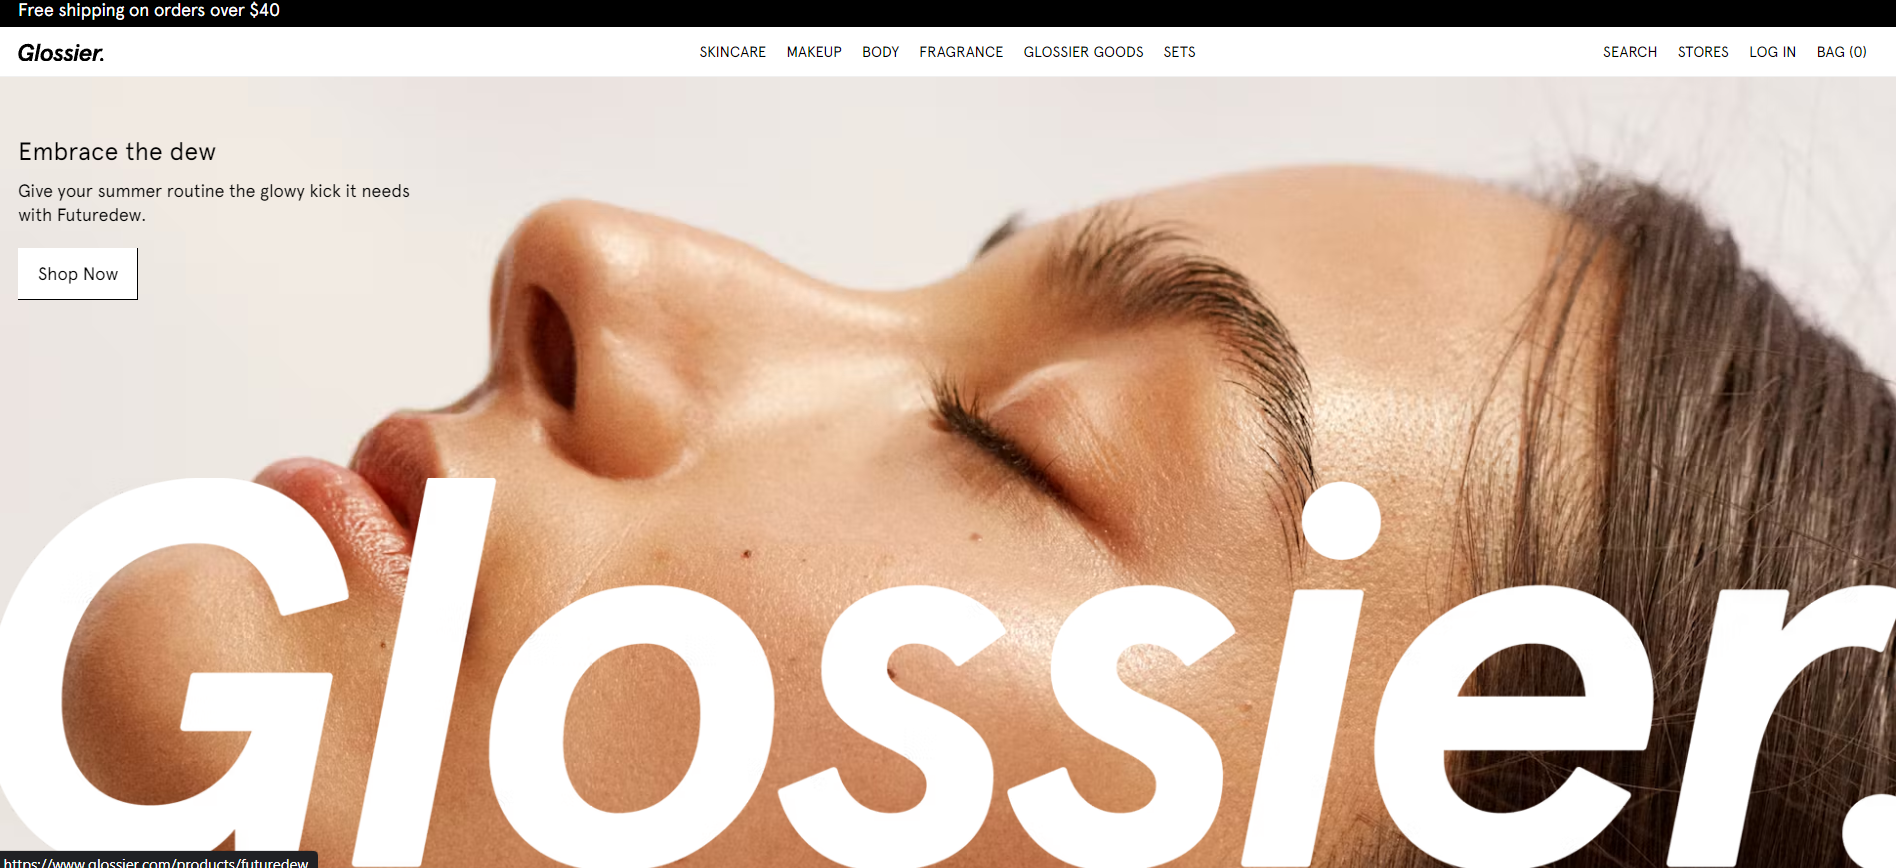 Free shipping on orders over $40
Glossier.
SKINCARE MAKEUP BODY FRAGRANCE GLOSSIER GOODS SETS
SEARCH STORES LOG IN BAG (0)
Embrace the dew
Give your summer routine the glowy kick it needs
with Futuredew.
Shop Now
Glossier.
https://www.glossier.com/products/futuredew